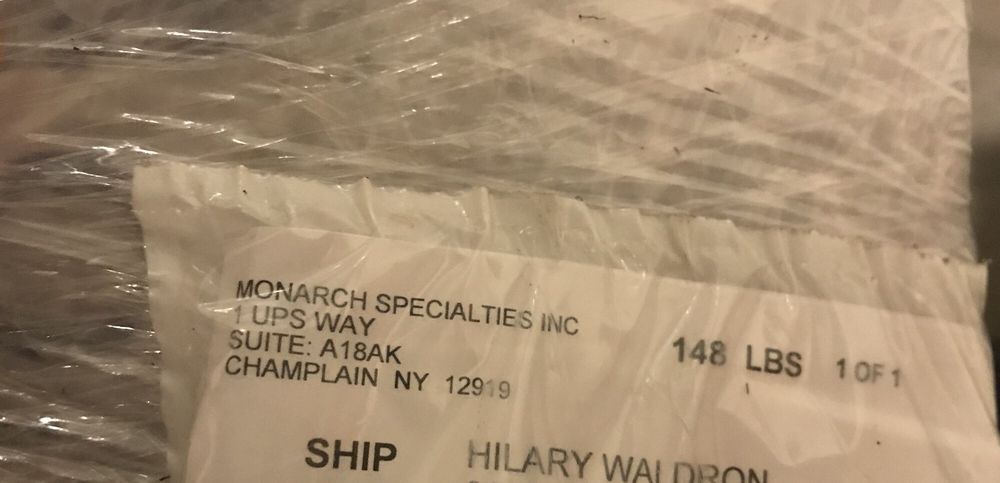 MONARCH SPECIALTIES INC
1 UPS WAY
SUITE: A18AK
CHAMPLAIN NY 12919
148 LBS 1 OF 1
SHIP HILARY WALDRON